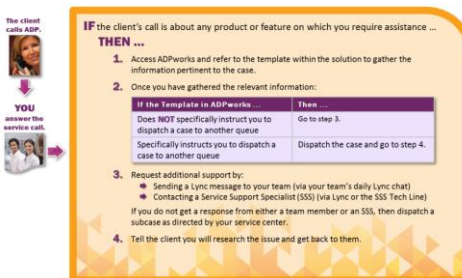 The client
calls ADP.
YOU
answer the
service call.
IF the client's call is about any product or feature on which you require assistance ...
THEN ...
1. Access ADPworks and refer to the template within the solution to gather the
information pertinent to the case.
2. Once you have gathered the relevant information:
If the Template in ADPworks ... Then ...
Does NOT specifically instruct you to Go to step 3.
dispatch a case to another queue
Specifically instructs you to dispatch a Dispatch the case and go to step 4.
case to another queue
3. Request additional support by:
Sending a Lync message to your team (via your team's daily Lync chat)
Contacting a Service Support Specialist (SSS) (via Lync or the SSS Tech Line)
If you do not get a response from either a team member or an SSS, then dispatch a
subcase as directed by your service center.
4. Tell the client you will research the issue and get back to them.